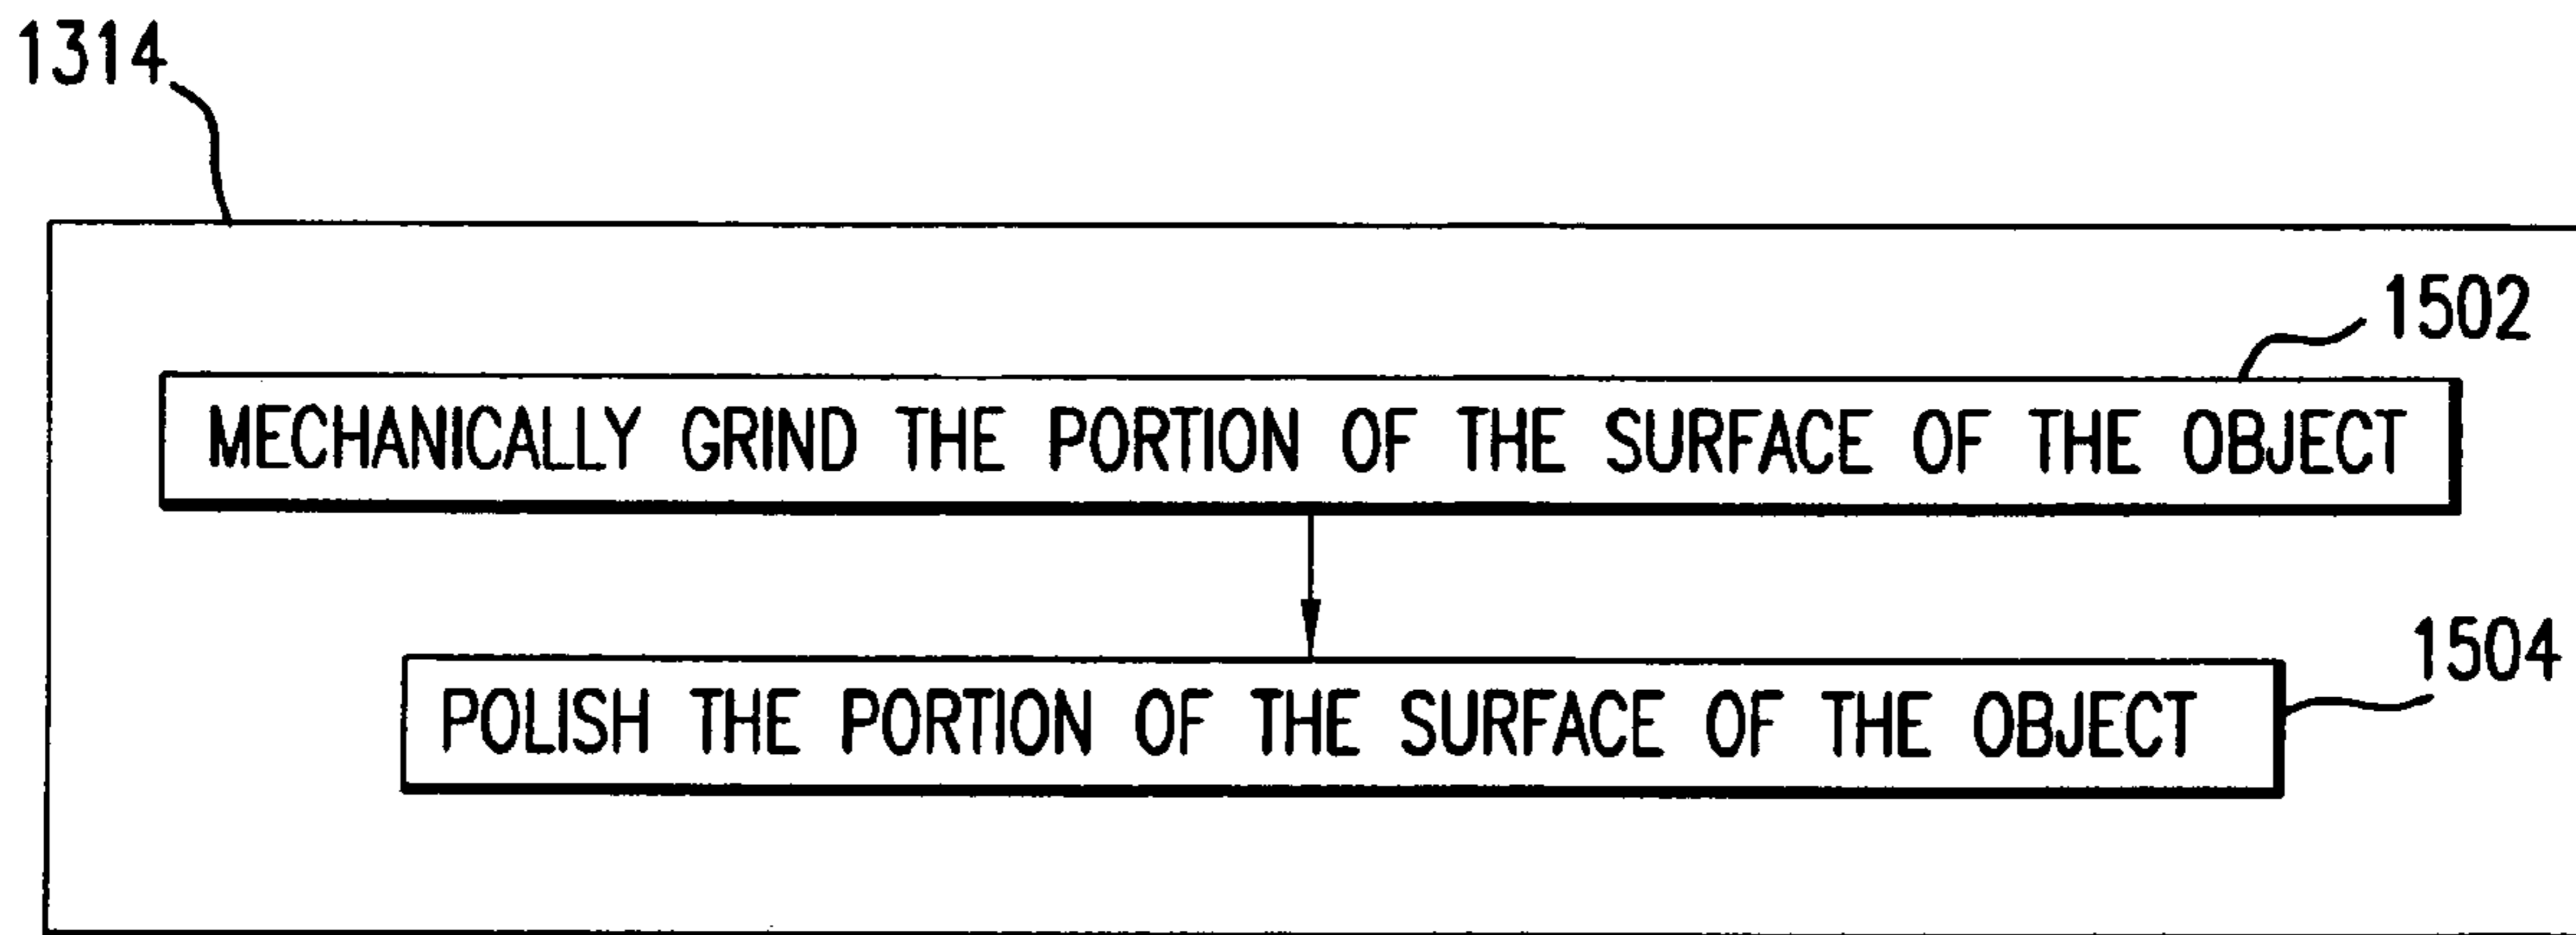 1314
1502
MECHANICALLY GRIND THE PORTION OF THE SURFACE OF THE OBJECT
1504
POLISH THE PORTION OF THE SURFACE OF THE OBJECT